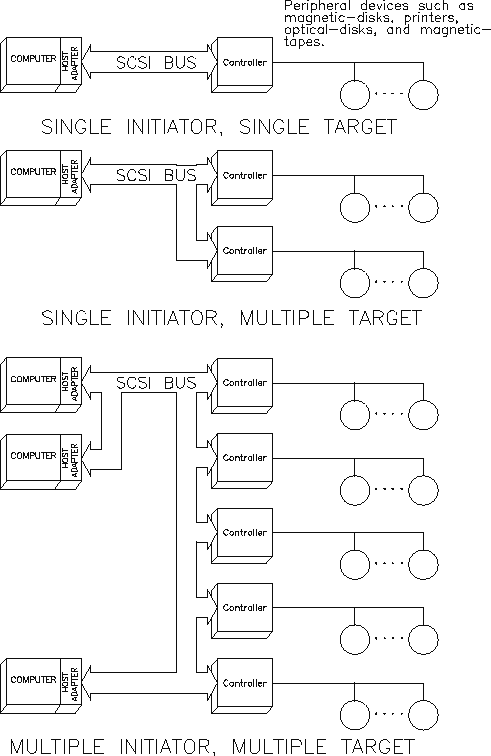 Peripheral devices such as
magnetic-disks, printers,
optical-disks, and magnetic-
tapes.
COMPUTER
HOST
ADAPTER
SCSI BUS
Controller
SINGLE INITIATOR, SINGLE TARGET
COMPUTER
HOST
ADAPTER
SCSI BUS
Controller
Controller
SINGLE INITIATOR, MULTIPLE TARGET
COMPUTER
HOST
ADAPTER
SCSI BUS
Controller
COMPUTER
HOST
ADAPTER
Controller
Controller
Controller
COMPUTER
HOST
ADAPTER
Controller
MULTIPLE INITIATOR, MULTIPLE TARGET